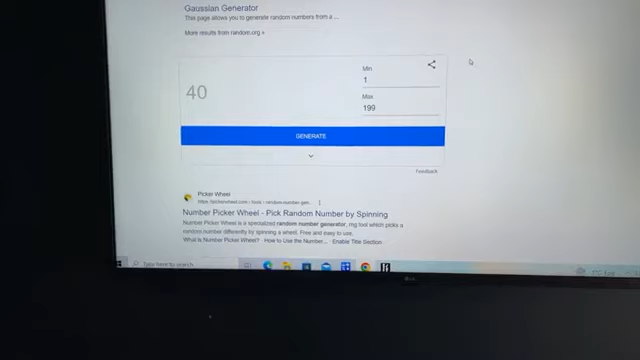 Gaussian Generator
This page allows you to generate random numbers from a ...
More results from random.org »
Min
1
40
Max
199
GENERATE
Feedback
Picker Wheel
Number Picker Wheel - Pick Random Number by Spinning
Number Picker Wheel is a specialized random number generator, rng tool which picks a
random number differently by spinning a wheel. Free and easy to use.
What is Number Picker Wheel? · How to Use the Number... · Enable Title Section
Type here to search